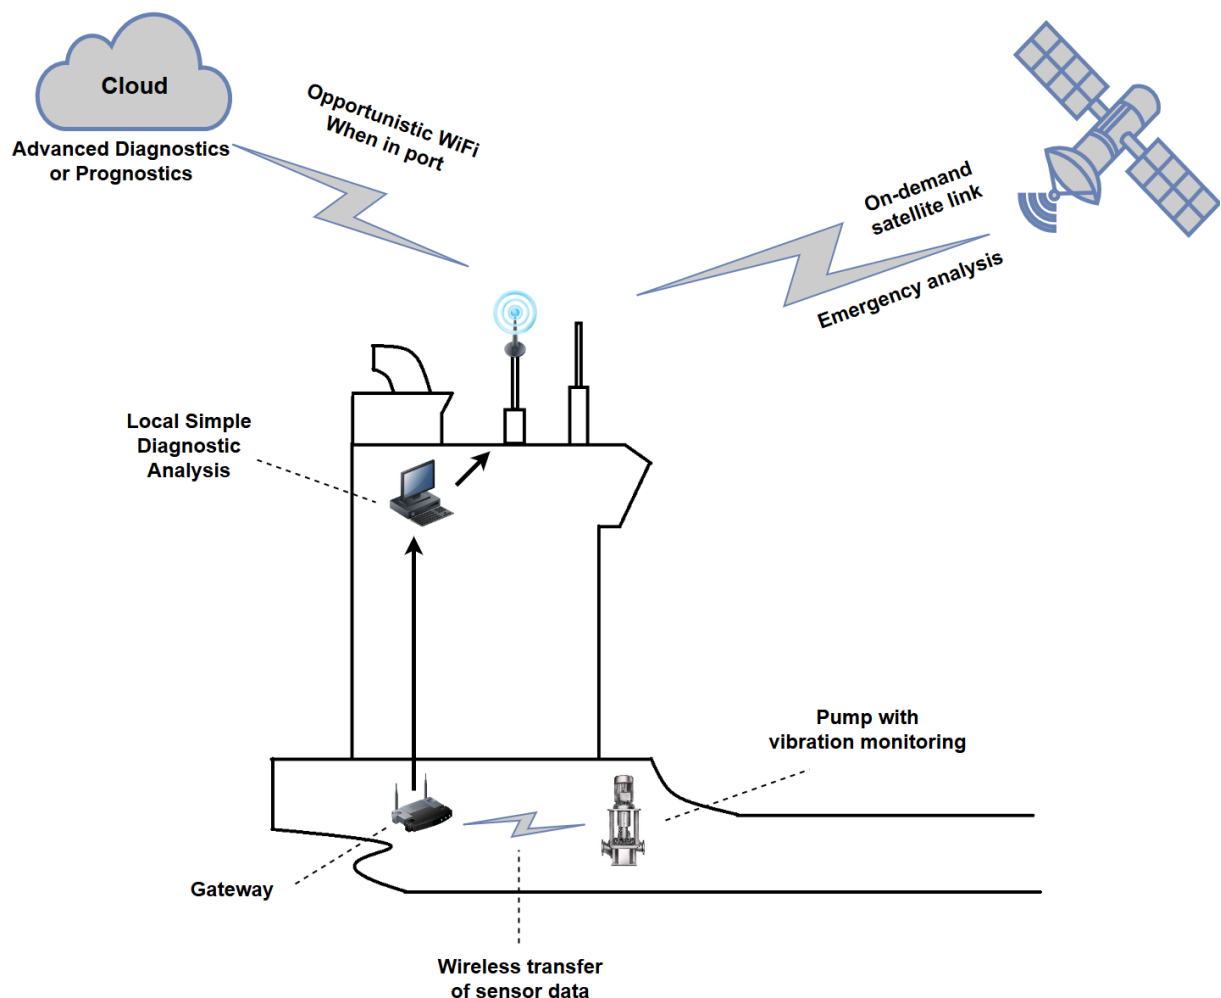 Cloud
Advanced Diagnostics
or Prognostics
Opportunistic WiFi
When in port
On-demand
satellite link
Emergency analysis
Local Simple
Diagnostic
Analysis
Pump with
vibration monitoring
Gateway
Wireless transfer
of sensor data